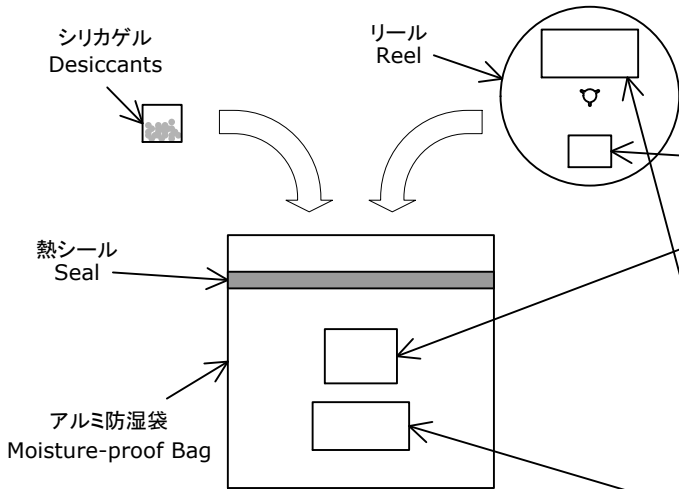 シリカゲル
Desiccants
リール
Reel
熱シール
Seal
アルミ防湿袋
Moisture-proof Bag